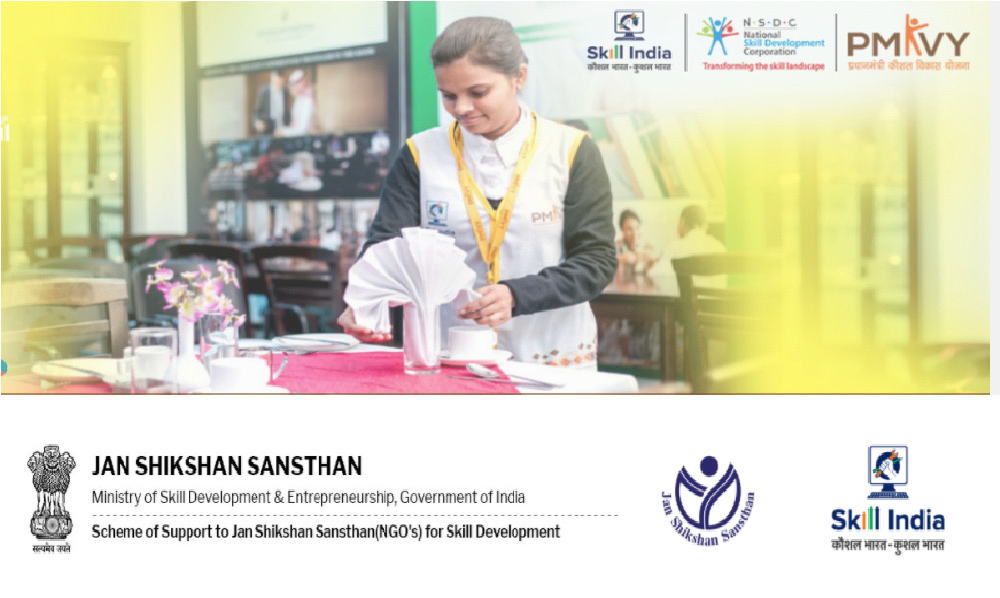 Skill India
कौशल भारत - कुशल भारत
N·S·D·C
National
Skill Development
Corporation
Transforming the skill landscape
PMKVY
प्रधानमंत्री कौशल विकास योजना
JAN SHIKSHAN SANSTHAN
Ministry of Skill Development & Entrepreneurship, Government of India
Scheme of Support to Jan Shikshan Sansthan(NGO's) for Skill Development
सत्यमेव जयते
Jan Shikshan Sansthan
Skill India
कौशल भारत - कुशल भारत